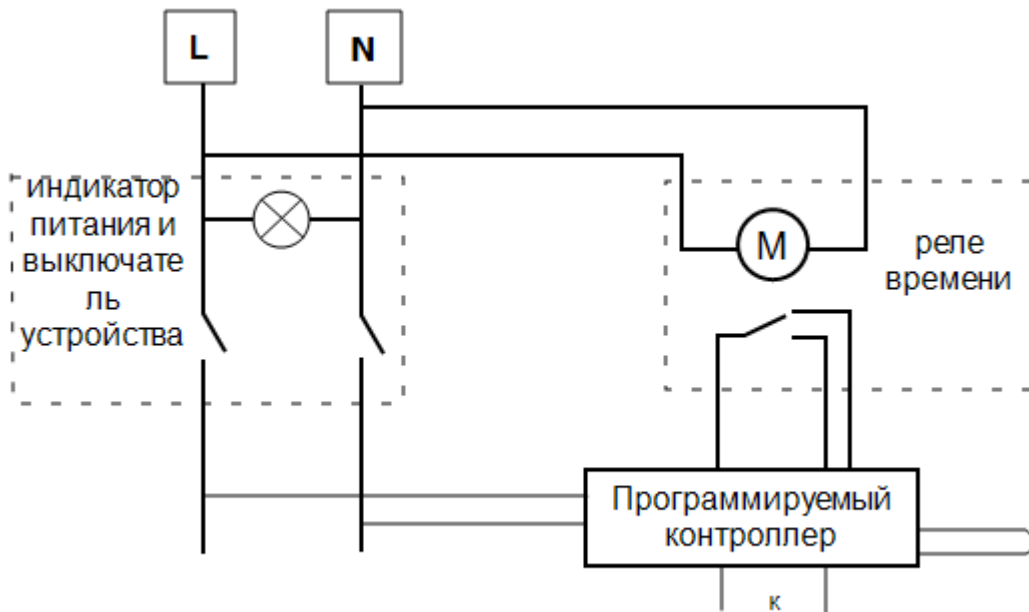 L
N
индикатор
питания и
выключате
ль
устройства
М
реле
времени
Программируемый
контроллер
к